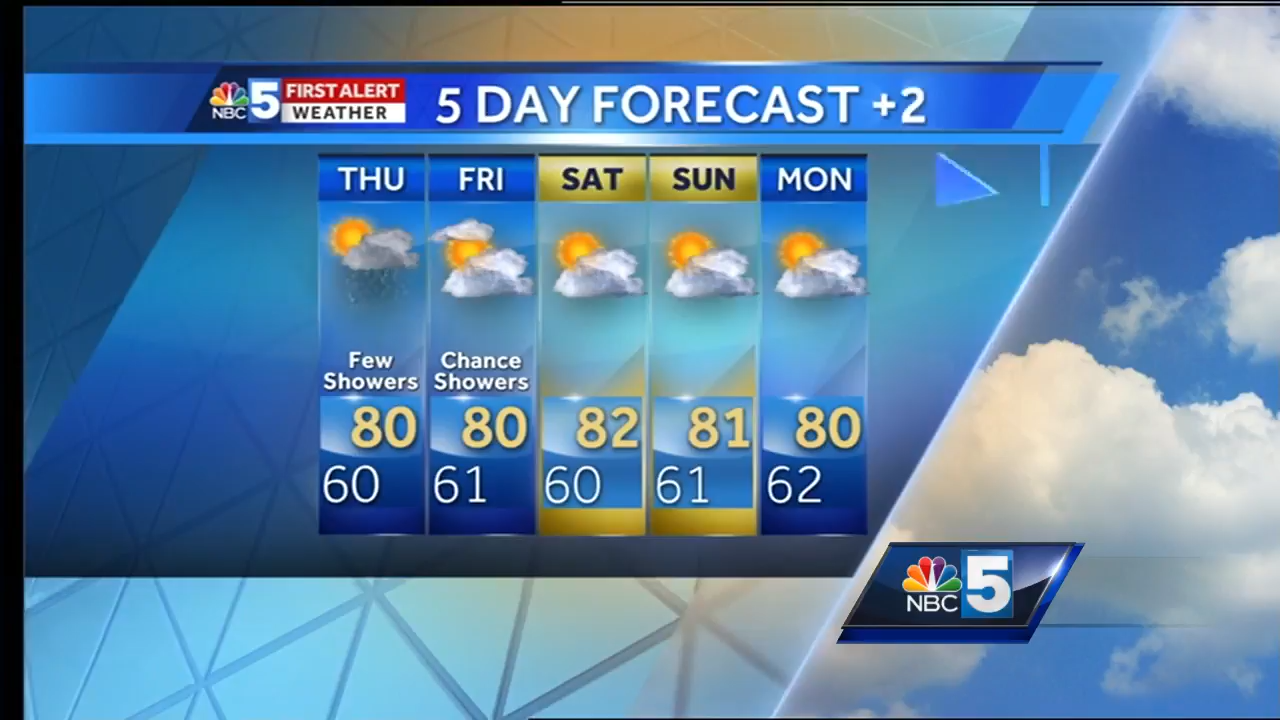 NBC 5 FIRST ALERT WEATHER 5 DAY FORECAST +2
THU FRI SAT SUN MON
Few Showers Chance Showers
80 80 82 81 80
60 61 60 61 62
NBC 5